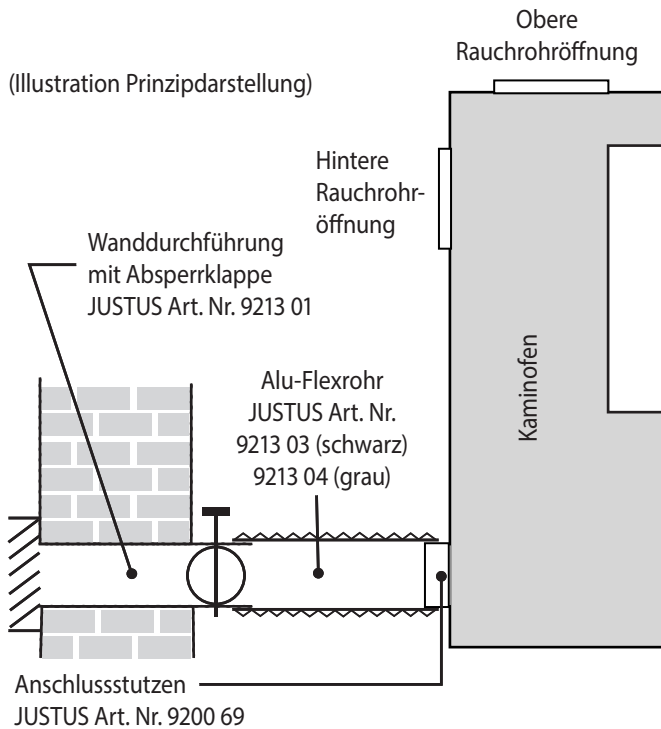 Obere
Rauchrohröffnung
(Illustration Prinzipdarstellung)
Hintere
Rauchrohr-
öffnung
Wanddurchführung
mit Absperrklappe
JUSTUS Art. Nr. 9213 01
Alu-Flexrohr
JUSTUS Art. Nr.
9213 03 (schwarz)
9213 04 (grau)
Kaminofen
Anschlussstutzen
JUSTUS Art. Nr. 9200 69